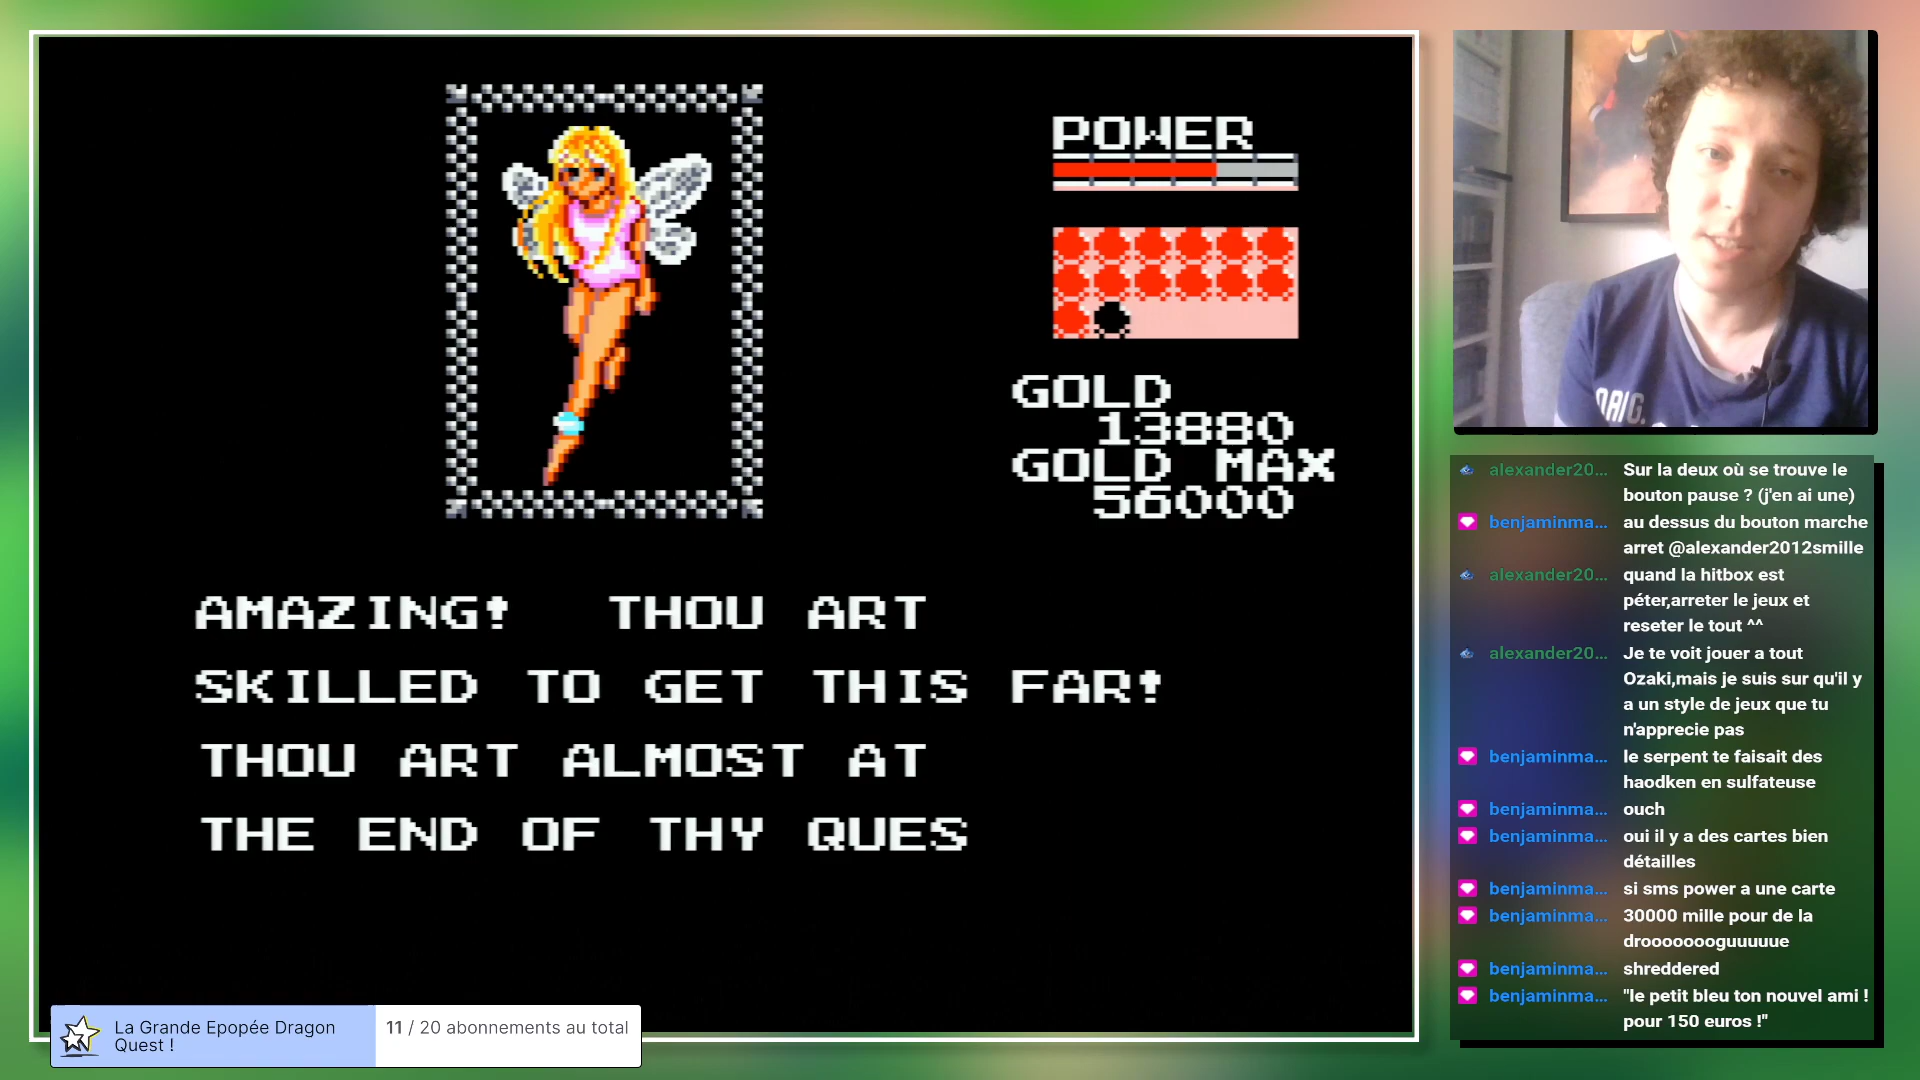 POWER
GOLD
13880
GOLD MAX
56000
AMAZING! THOU ART
SKILLED TO GET THIS FAR!
THOU ART ALMOST AT
THE END OF THY QUES
La Grande Epopée Dragon
Quest !
11 / 20 abonnements au total
ORIG.
alexander20... Sur la deux où se trouve le
bouton pause ? (j'en ai une)
benjaminma... au dessus du bouton marche
arret @alexander2012smille
alexander20... quand la hitbox est
péter,arreter le jeux et
reseter le tout ^^
alexander20... Je te voit jouer a tout
Ozaki,mais je suis sur qu'il y
a un style de jeux que tu
n'apprecie pas
benjaminma... le serpent te faisait des
haodken en sulfateuse
benjaminma... ouch
benjaminma... oui il y a des cartes bien
détailles
benjaminma... si sms power a une carte
benjaminma... 30000 mille pour de la
drooooooouguuuuue
benjaminma... shreddered
benjaminma... "le petit bleu ton nouvel ami !
pour 150 euros !"